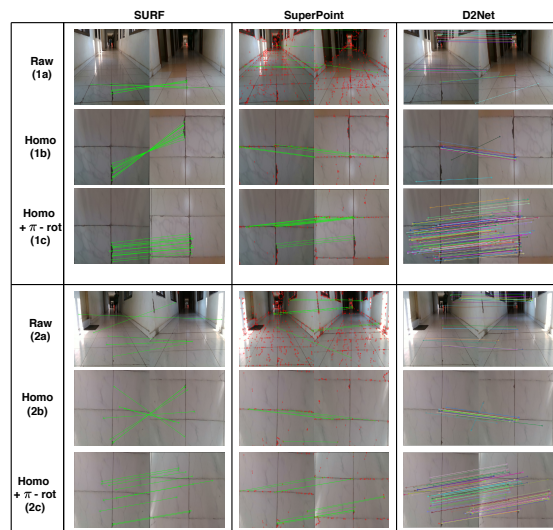 SURF SuperPoint D2Net
Raw
(1a)
Homo
(1b)
Homo
+ π - rot
(1c)
Raw
(2a)
Homo
(2b)
Homo
+ π - rot
(2c)